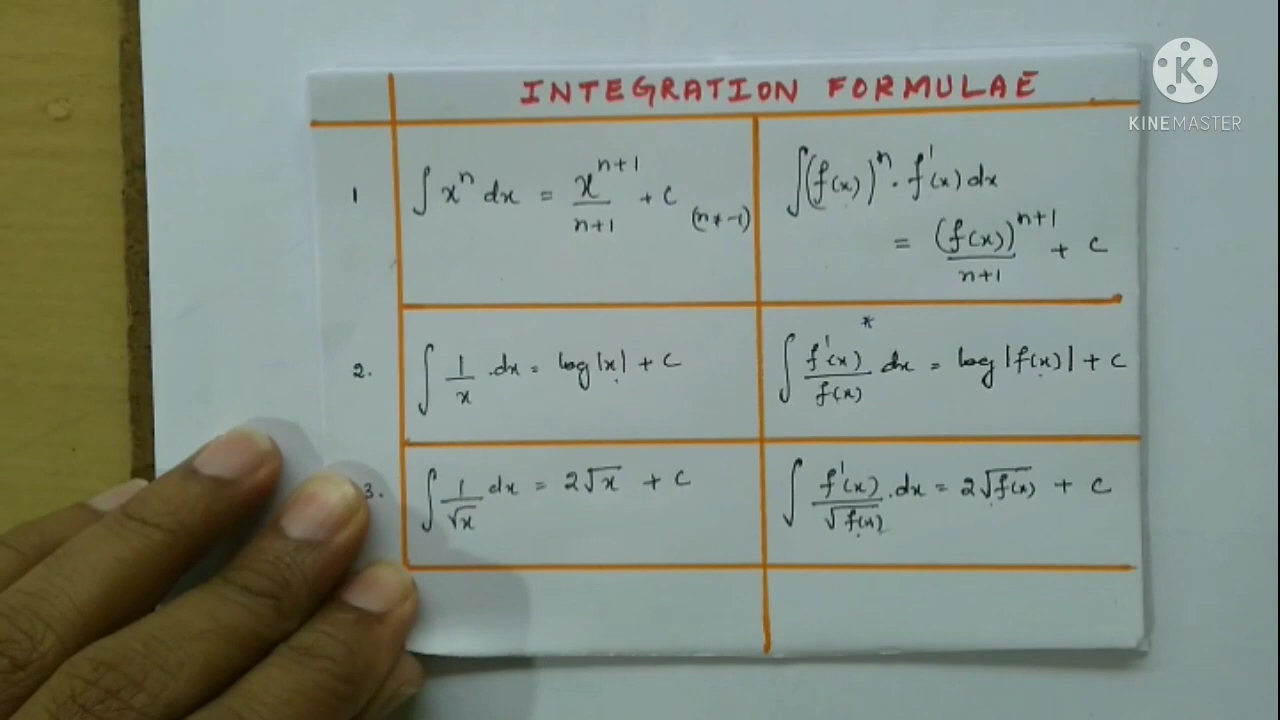 INTEGRATION FORMULAE
K
KINEMASTER
1 ∫ xⁿ dx = xⁿ⁺¹/n+1 + c (n≠-1)
∫(f(x))ⁿ . f'(x) dx
= (f(x))ⁿ⁺¹/n+1 + c
2. ∫ 1/x .dx = log|x| + c
∫ f'(x)/f(x) dx = log|f(x)| + c
*
3. ∫ 1/√x dx = 2√x + c
∫ f'(x)/√f(x) .dx = 2√f(x) + c